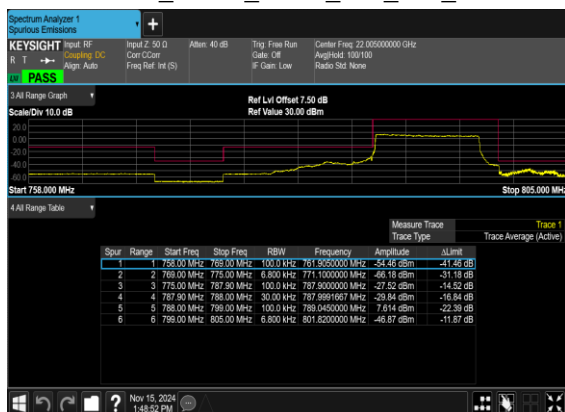 Spectrum Analyzer 1
Spurious Emissions
KEYSIGHT
R T
PASS
Input: RF
Coupling: DC
Align: Auto
Input Z: 50 Ω
Corr CCorr
Freq Ref: Int (S)
Atten: 40 dB
Trig: Free Run
Gate: Off
IF Gain: Low
Center Freq: 22.005000000 GHz
Avg|Hold: 100/100
Radio Std: None
3 All Range Graph
Scale/Div 10.0 dB
Ref Lvl Offset 7.50 dB
Ref Value 30.00 dBm
20.0
0.00
-20.0
-40.0
-60.0
Start 758.000 MHz
Stop 805.000 MHz
4 All Range Table
Measure Trace Trace 1
Trace Type Trace Average (Active)
Spur Range Start Freq Stop Freq RBW Frequency Amplitude ΔLimit
1 1 758.00 MHz 769.00 MHz 100.0 kHz 761.9050000 MHz -54.46 dBm -41.46 dB
2 2 769.00 MHz 775.00 MHz 6.800 kHz 771.1000000 MHz -66.18 dBm -31.18 dB
3 3 775.00 MHz 787.90 MHz 100.0 kHz 787.9000000 MHz -27.52 dBm -14.52 dB
4 4 787.90 MHz 788.00 MHz 30.00 kHz 787.9991667 MHz -29.84 dBm -16.84 dB
5 5 788.00 MHz 799.00 MHz 100.0 kHz 789.0450000 MHz 7.614 dBm -22.39 dB
6 6 799.00 MHz 805.00 MHz 6.800 kHz 801.8200000 MHz -46.87 dBm -11.87 dB
Nov 15, 2024
1:48:52 PM